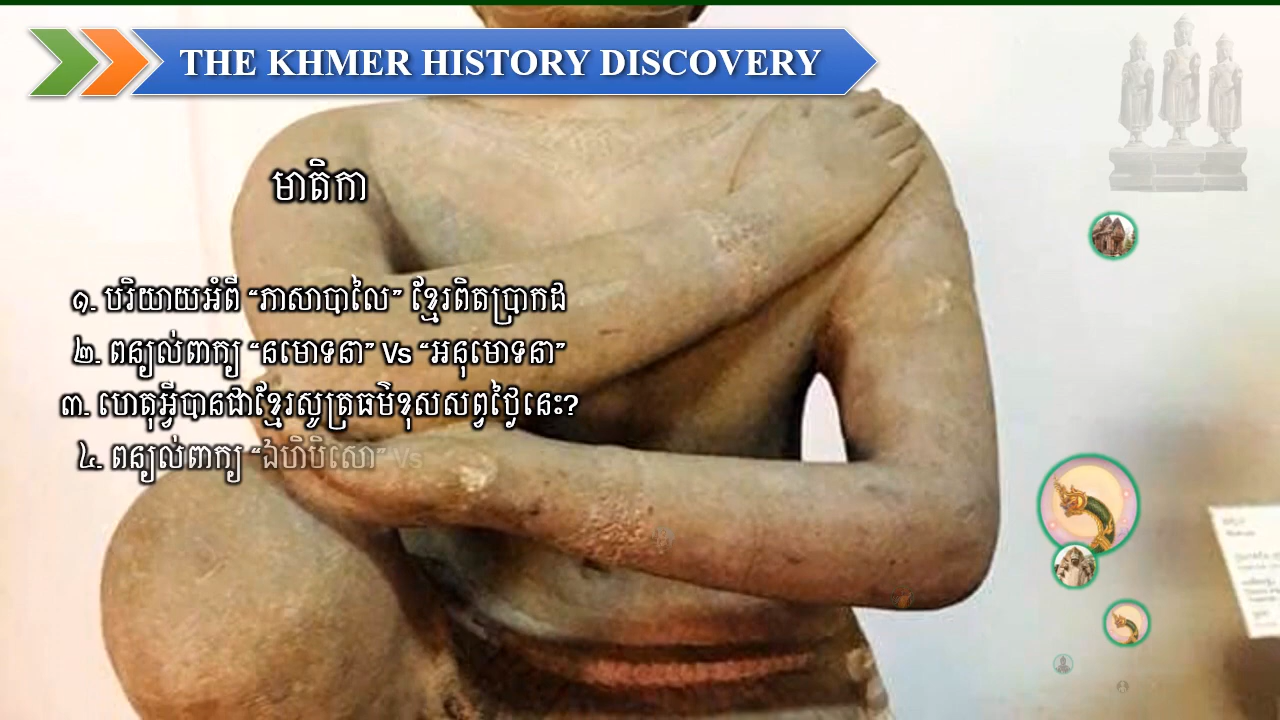 THE KHMER HISTORY DISCOVERY
មាតិកា
១. បរិយាយអំពី “ភាសាបាលៃ” ខ្មែរពិតប្រាកដ
២. ពន្យល់ពាក្យ “នមោទនា” Vs “អនុមោទនា”
៣. ហេតុអ្វីបានជាខ្មែរសូត្រធម៌ខុសសព្វថ្ងៃនេះ?
៤. ពន្យល់ពាក្យ “ឯហិបិសោ” Vs